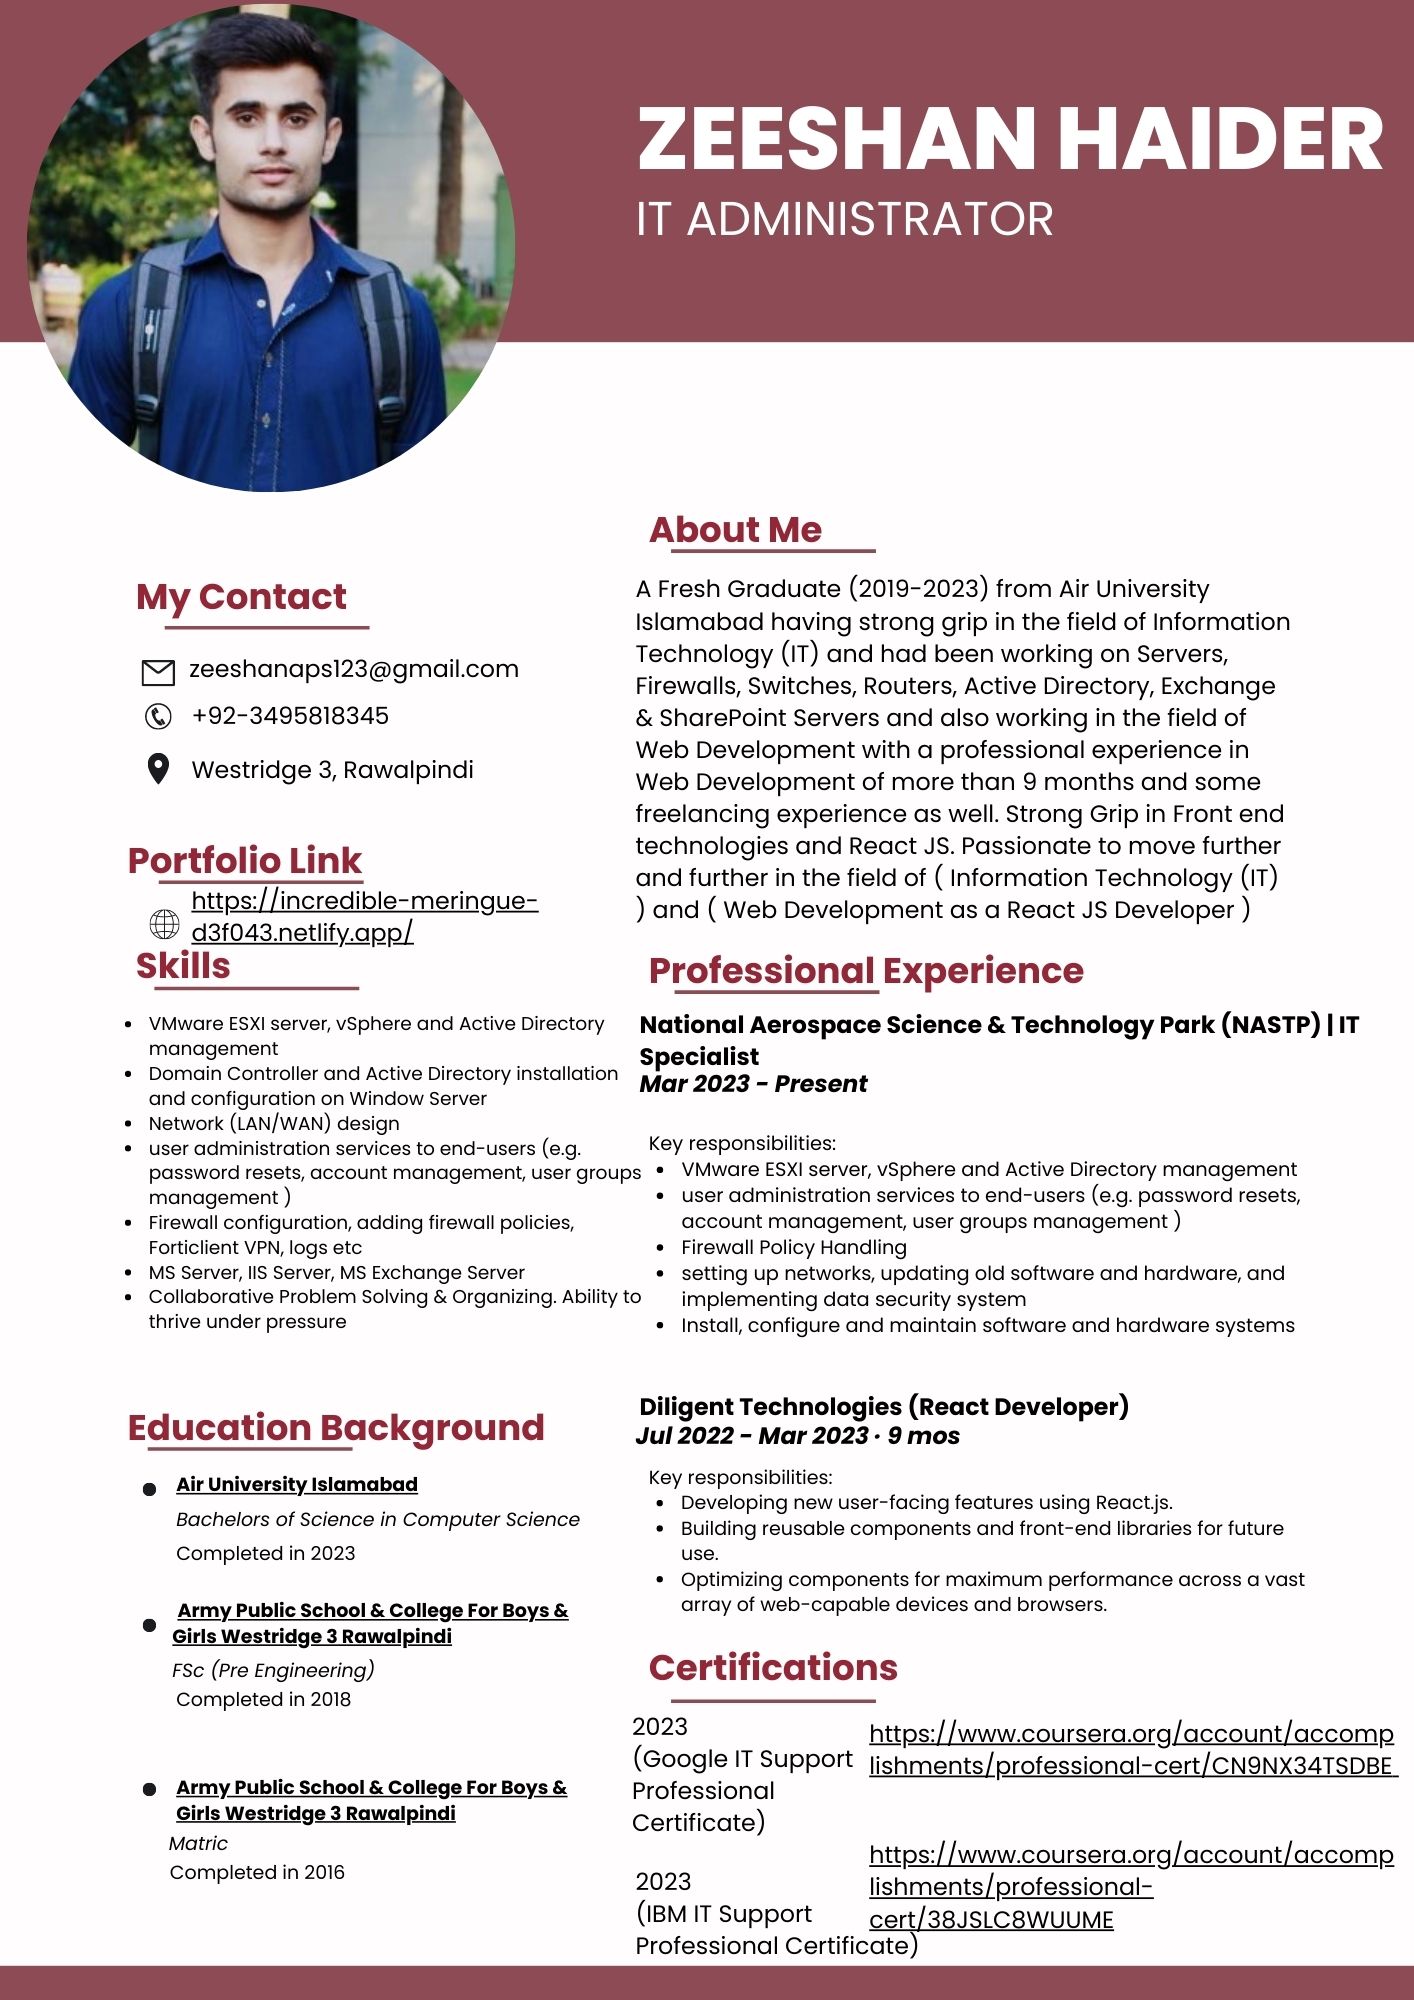 ZEESHAN HAIDER
IT ADMINISTRATOR
My Contact
zeeshanaps123@gmail.com
+92-3495818345
Westridge 3, Rawalpindi
Portfolio Link
https://incredible-meringue-
d3f043.netlify.app/
Skills
• VMware ESXI server, vSphere and Active Directory
management
• Domain Controller and Active Directory installation
and configuration on Window Server
• Network (LAN/WAN) design
• user administration services to end-users (e.g.
password resets, account management, user groups
management )
• Firewall configuration, adding firewall policies,
Forticlient VPN, logs etc
• MS Server, IIS Server, MS Exchange Server
• Collaborative Problem Solving & Organizing. Ability to
thrive under pressure
Education Background
Air University Islamabad
Bachelors of Science in Computer Science
Completed in 2023
Army Public School & College For Boys &
Girls Westridge 3 Rawalpindi
FSc (Pre Engineering)
Completed in 2018
Army Public School & College For Boys &
Girls Westridge 3 Rawalpindi
Matric
Completed in 2016
About Me
A Fresh Graduate (2019-2023) from Air University
Islamabad having strong grip in the field of Information
Technology (IT) and had been working on Servers,
Firewalls, Switches, Routers, Active Directory, Exchange
& SharePoint Servers and also working in the field of
Web Development with a professional experience in
Web Development of more than 9 months and some
freelancing experience as well. Strong Grip in Front end
technologies and React JS. Passionate to move further
and further in the field of ( Information Technology (IT)
) and ( Web Development as a React JS Developer )
Professional Experience
National Aerospace Science & Technology Park (NASTP) | IT
Specialist
Mar 2023 - Present
Key responsibilities:
• VMware ESXI server, vSphere and Active Directory management
• user administration services to end-users (e.g. password resets,
account management, user groups management )
• Firewall Policy Handling
• setting up networks, updating old software and hardware, and
implementing data security system
• Install, configure and maintain software and hardware systems
Diligent Technologies (React Developer)
Jul 2022 - Mar 2023 · 9 mos
Key responsibilities:
• Developing new user-facing features using React.js.
• Building reusable components and front-end libraries for future
use.
• Optimizing components for maximum performance across a vast
array of web-capable devices and browsers.
Certifications
2023
(Google IT Support
Professional
Certificate)
https://www.coursera.org/account/accomp
lishments/professional-cert/CN9NX34TSDBE
2023
(IBM IT Support
Professional Certificate)
https://www.coursera.org/account/accomp
lishments/professional-
cert/38JSLC8WUUME